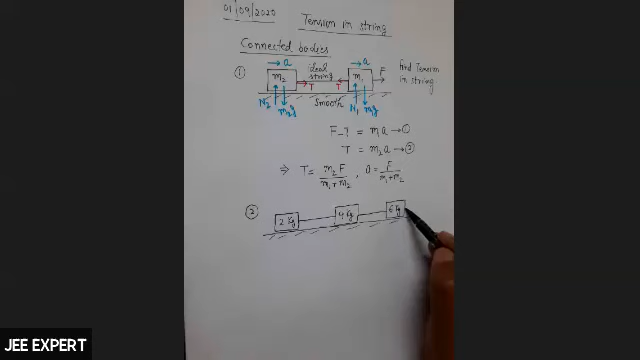 01/09/2020
Tension in string
Connected bodies
① a a
m₂ ideal string m₁ F find Tension in string
T T
N₂ m₂g Smooth N₁ m₁g
F - T = m₁a → ①
T = m₂a → ②
⇒ T = m₂F / m₁+m₂ , a = F / m₁+m₂
② 2 Kg 4 Kg 6 Kg
JEE EXPERT